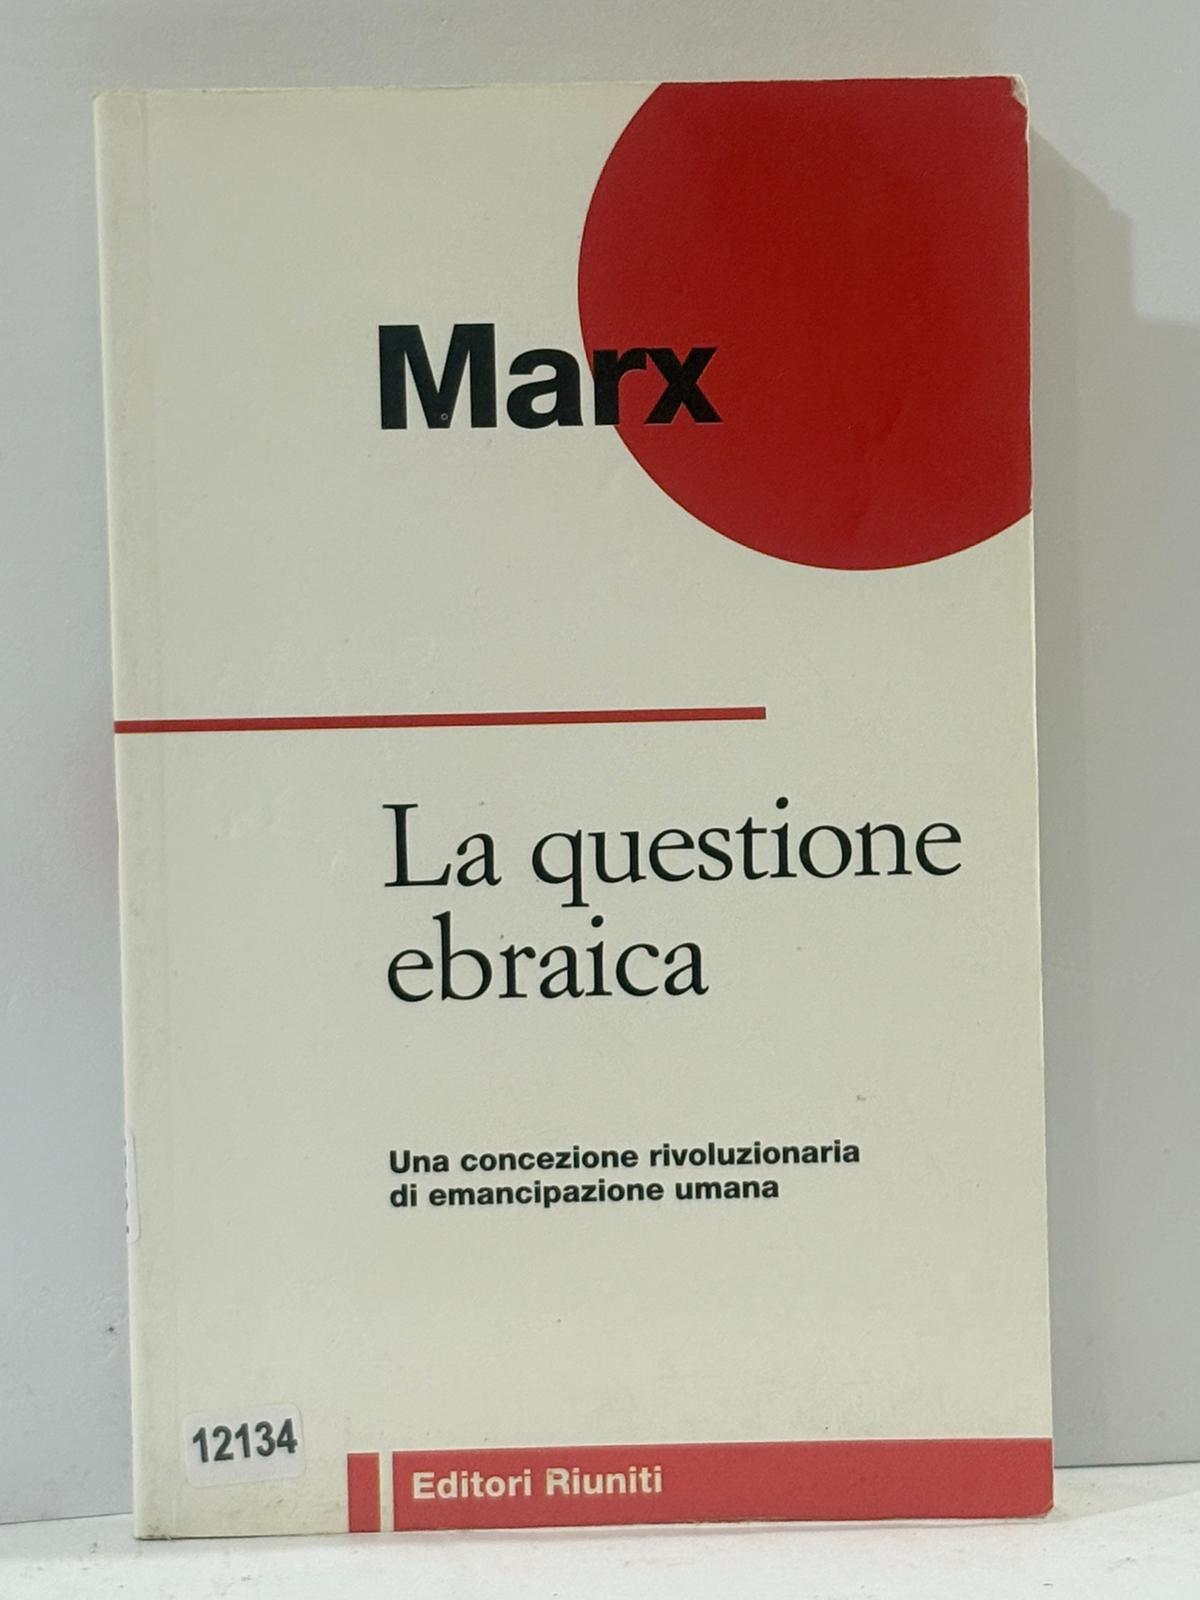 Marx
La questione
ebraica
Una concezione rivoluzionaria
di emancipazione umana
12134
Editori Riuniti